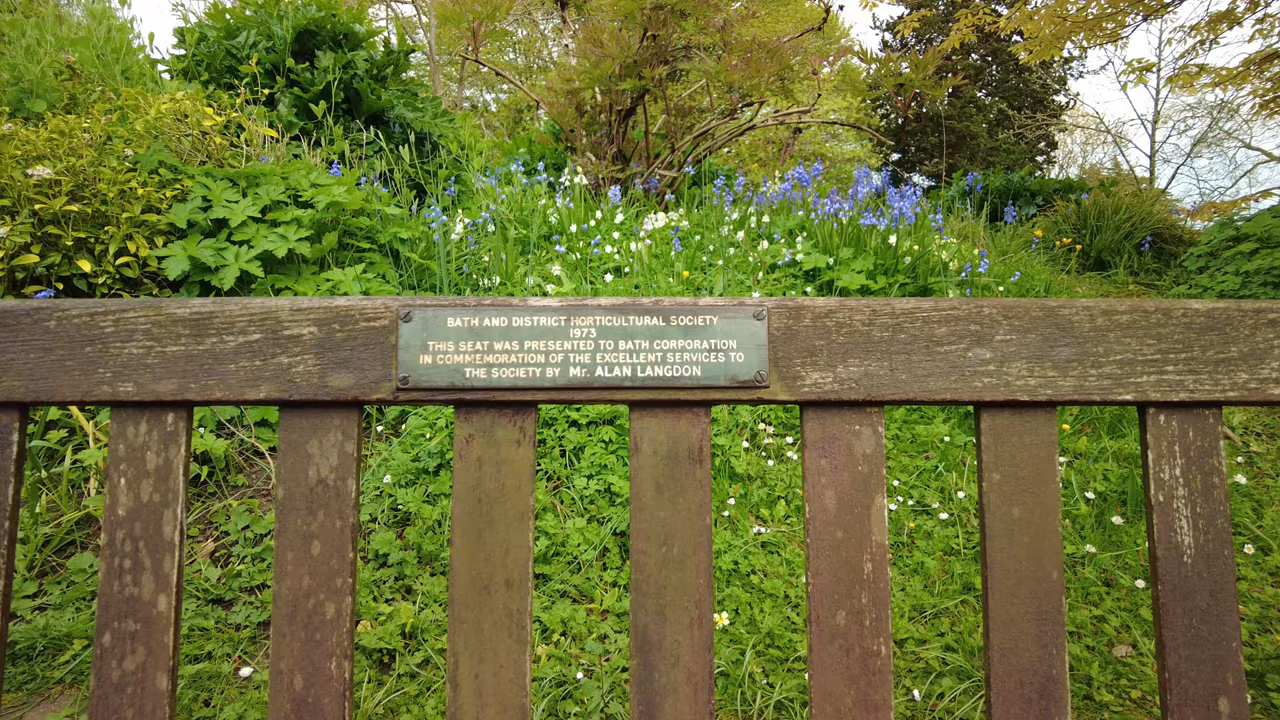 BATH AND DISTRICT HORTICULTURAL SOCIETY
1973
THIS SEAT WAS PRESENTED TO BATH CORPORATION
IN COMMEMORATION OF THE EXCELLENT SERVICES TO
THE SOCIETY BY Mr. ALAN LANGDON